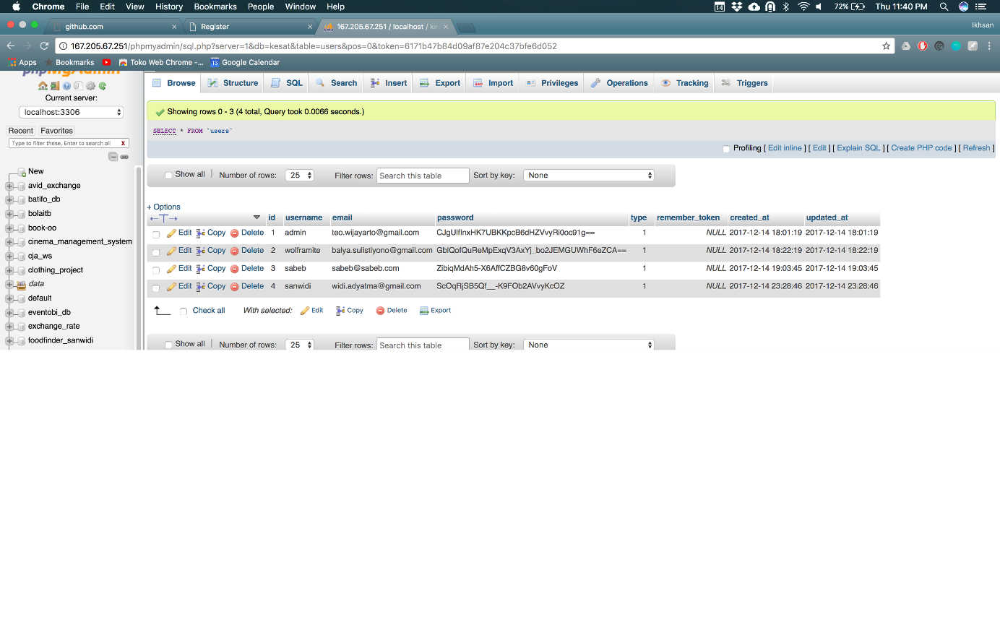 Chrome File Edit View History Bookmarks People Window Help 14 72% Thu 11:40 PM
github.com × Register × 167.205.67.251 / localhost / kes × Ikhsan
167.205.67.251/phpmyadmin/sql.php?server=1&db=kesat&table=users&pos=0&token=6171b47b84d09af87e204c37bfe6d052
Apps Bookmarks Toko Web Chrome -... 13 Google Calendar
phpMyAdmin
Current server:
localhost:3306
Recent Favorites
Type to filter these, Enter to search all X
New
avid_exchange
batifo_db
bolaitb
book-oo
cinema_management_system
cja_ws
clothing_project
data
default
eventobi_db
exchange_rate
foodfinder_sanwidi
Browse Structure SQL Search Insert Export Import Privileges Operations Tracking Triggers
Showing rows 0 - 3 (4 total, Query took 0.0066 seconds.)
SELECT * FROM `users`
Profiling [ Edit inline ] [ Edit ] [ Explain SQL ] [ Create PHP code ] [ Refresh ]
Show all | Number of rows: 25 Filter rows: Search this table Sort by key: None
+ Options
←T→ id username email password type remember_token created_at updated_at
Edit Copy Delete 1 admin teo.wijayarto@gmail.com CJgUlfInxHK7UBKKpcB6dHZVvyRi0oc91g== 1 NULL 2017-12-14 18:01:19 2017-12-14 18:01:19
Edit Copy Delete 2 wolframite balya.sulistiyono@gmail.com GblQofQuReMpExqV3AxYj_bo2JEMGUWhF6eZCA== 1 NULL 2017-12-14 18:22:19 2017-12-14 18:22:19
Edit Copy Delete 3 sabeb sabeb@sabeb.com ZibiqMdAh5-X6AffCZBG8v60gFoV 1 NULL 2017-12-14 19:03:45 2017-12-14 19:03:45
Edit Copy Delete 4 sanwidi widi.adyatma@gmail.com ScOqRjSB5Qf__-K9FOb2AVvyKcOZ 1 NULL 2017-12-14 23:28:46 2017-12-14 23:28:46
Check all With selected: Edit Copy Delete Export
Show all | Number of rows: 25 Filter rows: Search this table Sort by key: None